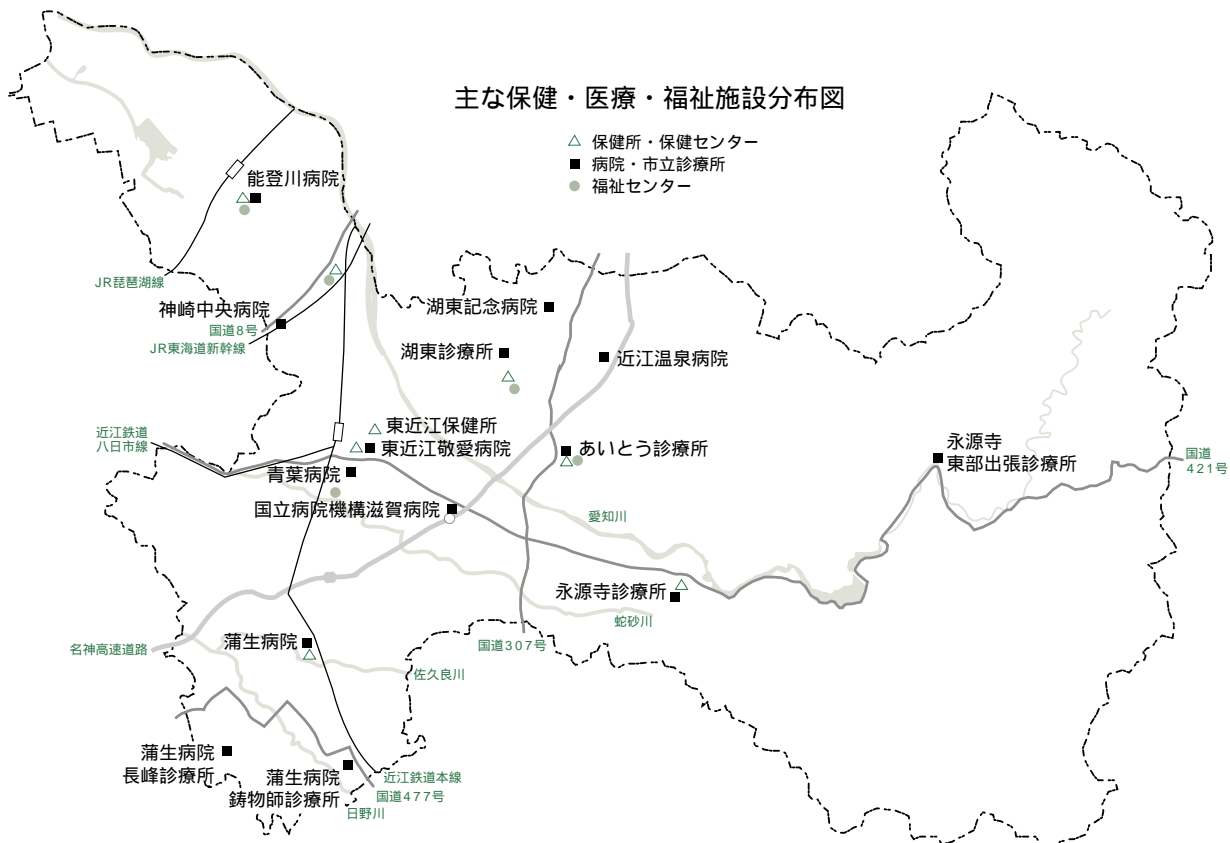 主な保健・医療・福祉施設分布図
保健所・保健センター
病院・市立診療所
福祉センター
能登川病院
JR琵琶湖線
神崎中央病院
国道8号
JR東海道新幹線
湖東記念病院
湖東診療所
近江温泉病院
近江鉄道
八日市線
東近江保健所
東近江敬愛病院
青葉病院
国立病院機構滋賀病院
あいとう診療所
永源寺
東部出張診療所
国道
421号
愛知川
永源寺診療所
蛇砂川
国道307号
名神高速道路
蒲生病院
佐久良川
蒲生病院
長峰診療所
蒲生病院
鋳物師診療所
近江鉄道本線
国道477号
日野川